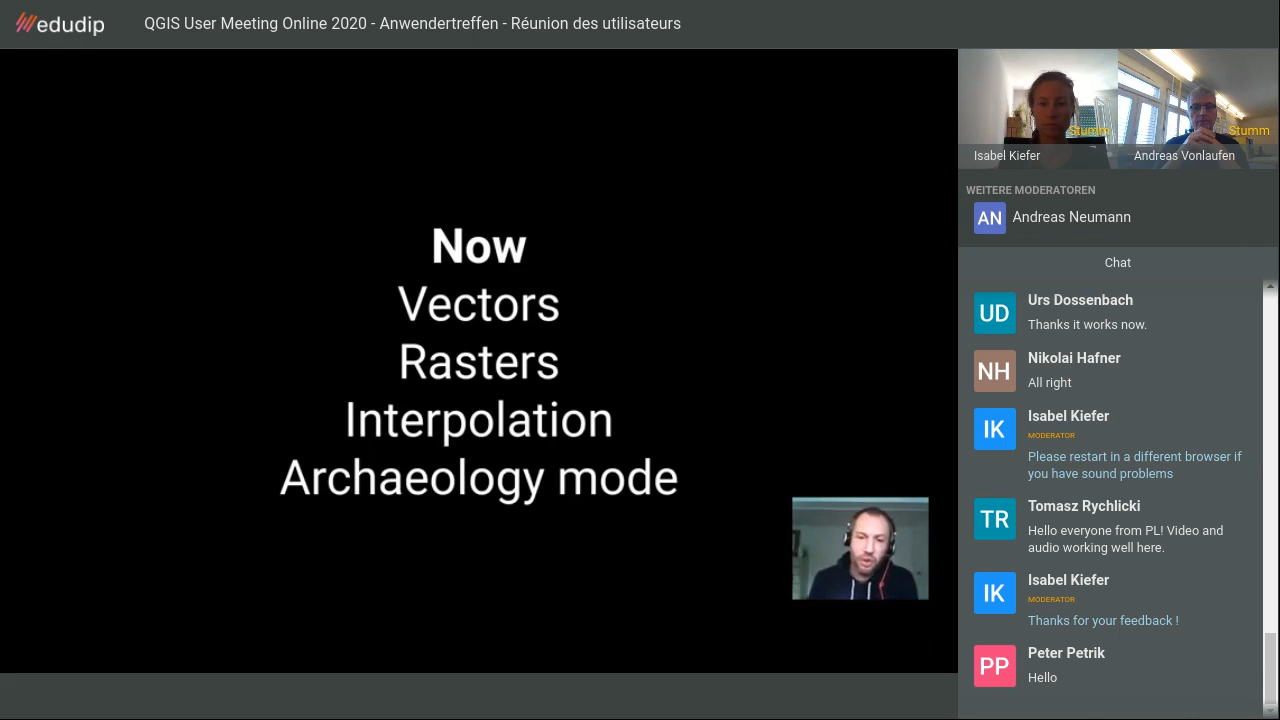 edudip
QGIS User Meeting Online 2020 - Anwendertreffen - Réunion des utilisateurs
Now
Vectors
Rasters
Interpolation
Archaeology mode
Stumm
Stumm
Isabel Kiefer
Andreas Vonlaufen
WEITERE MODERATOREN
AN
Andreas Neumann
Chat
UD
Urs Dossenbach
Thanks it works now.
NH
Nikolai Hafner
All right
IK
Isabel Kiefer
MODERATOR
Please restart in a different browser if
you have sound problems
TR
Tomasz Rychlicki
Hello everyone from PL! Video and
audio working well here.
IK
Isabel Kiefer
MODERATOR
Thanks for your feedback !
PP
Peter Petrik
Hello